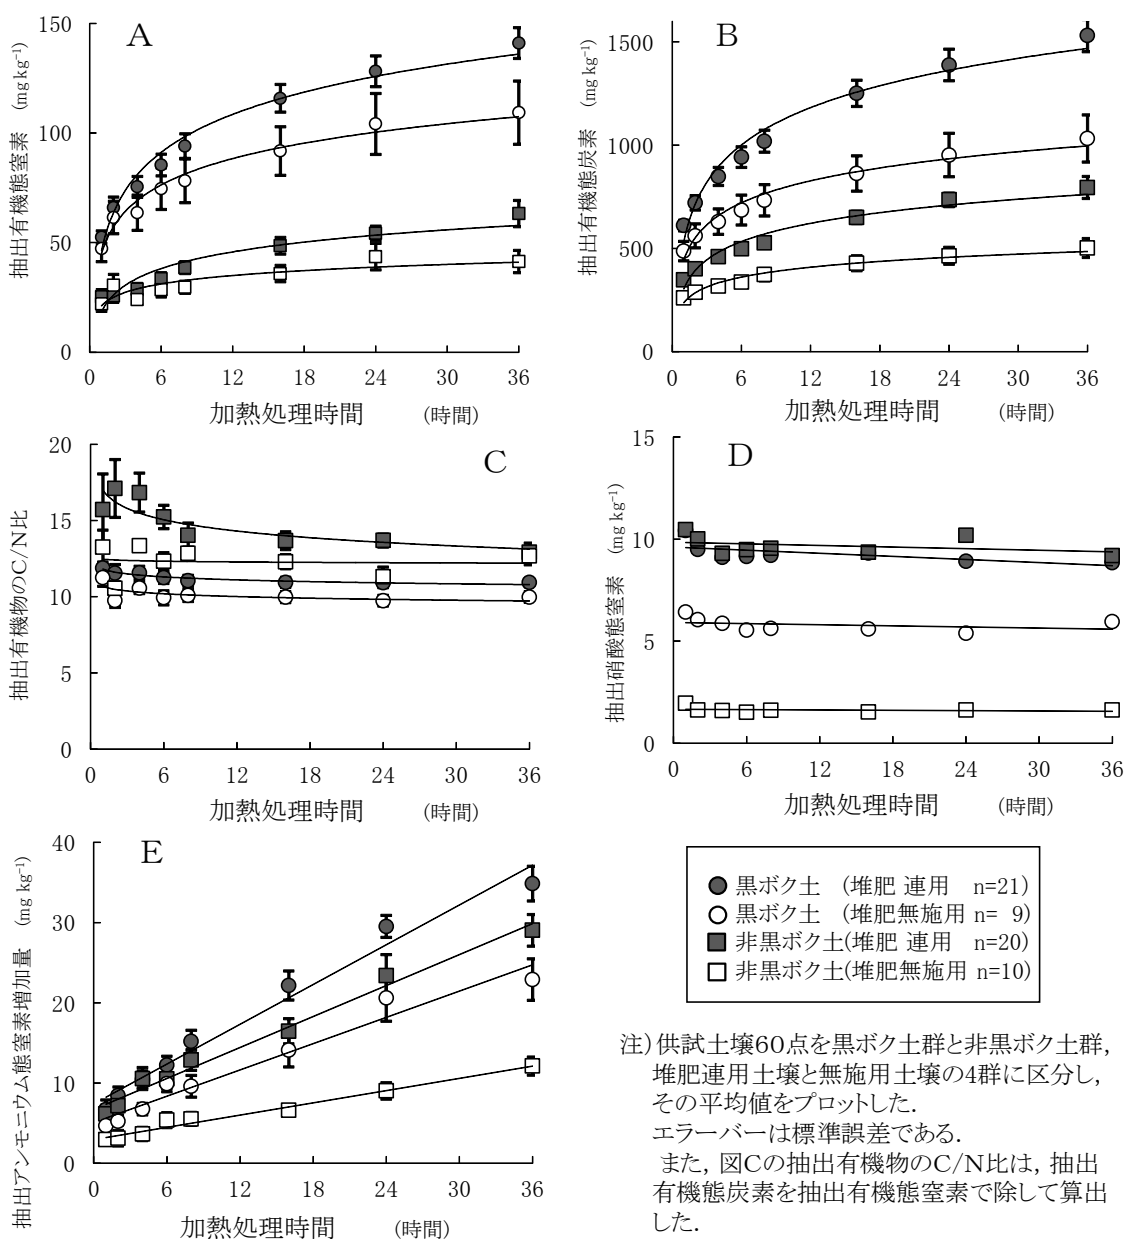 A
抽出有機態窒素 (mg kg⁻¹)
150
100
50
0
0 6 12 18 24 30 36
加熱処理時間 (時間)
B
抽出有機態炭素 (mg kg⁻¹)
1500
1000
500
0
0 6 12 18 24 30 36
加熱処理時間 (時間)
C
抽出有機物のC/N比
20
15
10
5
0
0 6 12 18 24 30 36
加熱処理時間 (時間)
D
抽出硝酸態窒素 (mg kg⁻¹)
15
10
5
0
0 6 12 18 24 30 36
加熱処理時間 (時間)
E
抽出アンモニウム態窒素増加量 (mg kg⁻¹)
40
30
20
10
0
0 6 12 18 24 30 36
加熱処理時間 (時間)
黒ボク土 (堆肥 連用 n=21)
黒ボク土 (堆肥無施用 n= 9)
非黒ボク土(堆肥 連用 n=20)
非黒ボク土(堆肥無施用 n=10)
注)供試土壌60点を黒ボク土群と非黒ボク土群,
堆肥連用土壌と無施用土壌の4群に区分し,
その平均値をプロットした.
エラーバーは標準誤差である.
また, 図Cの抽出有機物のC/N比は, 抽出
有機態炭素を抽出有機態窒素で除して算出
した.